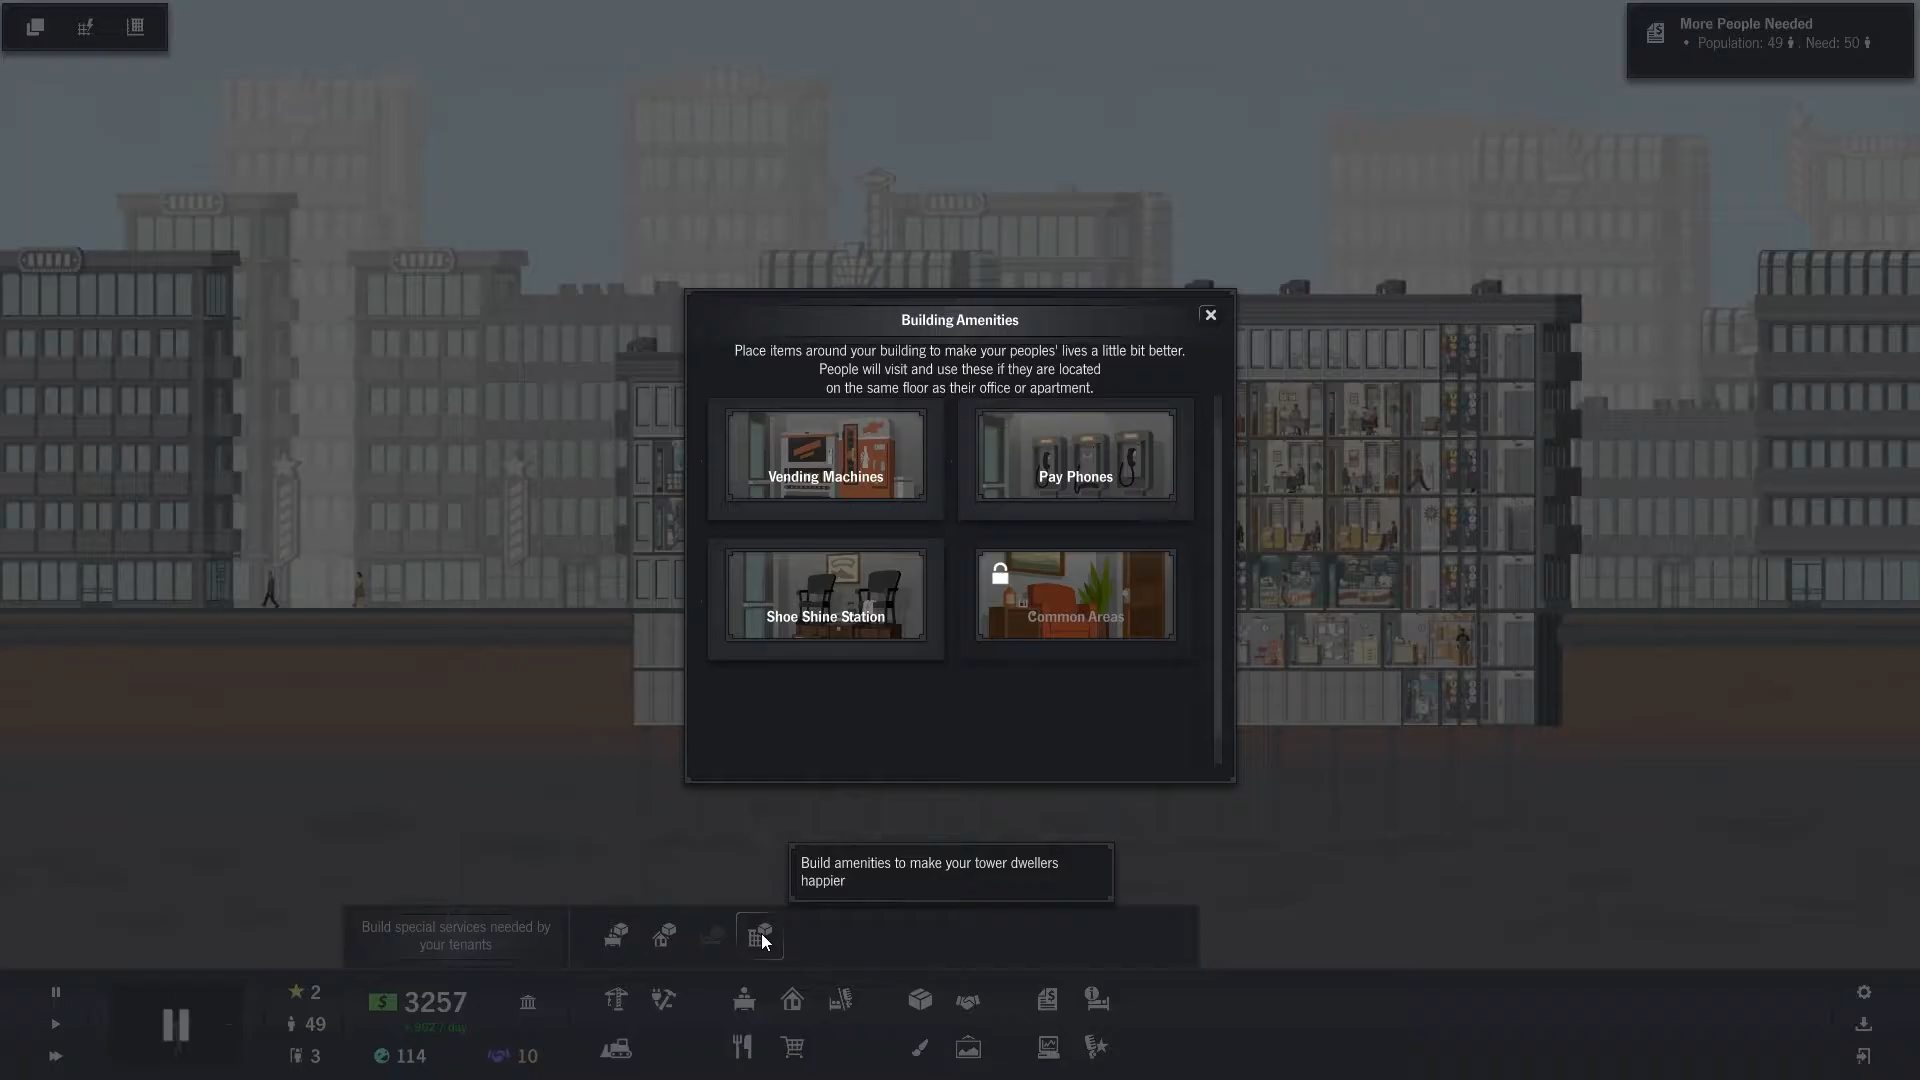 More People Needed
• Population: 49 . Need: 50
Building Amenities
Place items around your building to make your peoples' lives a little bit better.
People will visit and use these if they are located
on the same floor as their office or apartment.
Vending Machines
Pay Phones
Shoe Shine Station
Common Areas
Build amenities to make your tower dwellers
happier
Build special services needed by
your tenants
2
$ 3257
+ 962 / day
49
3
114
10